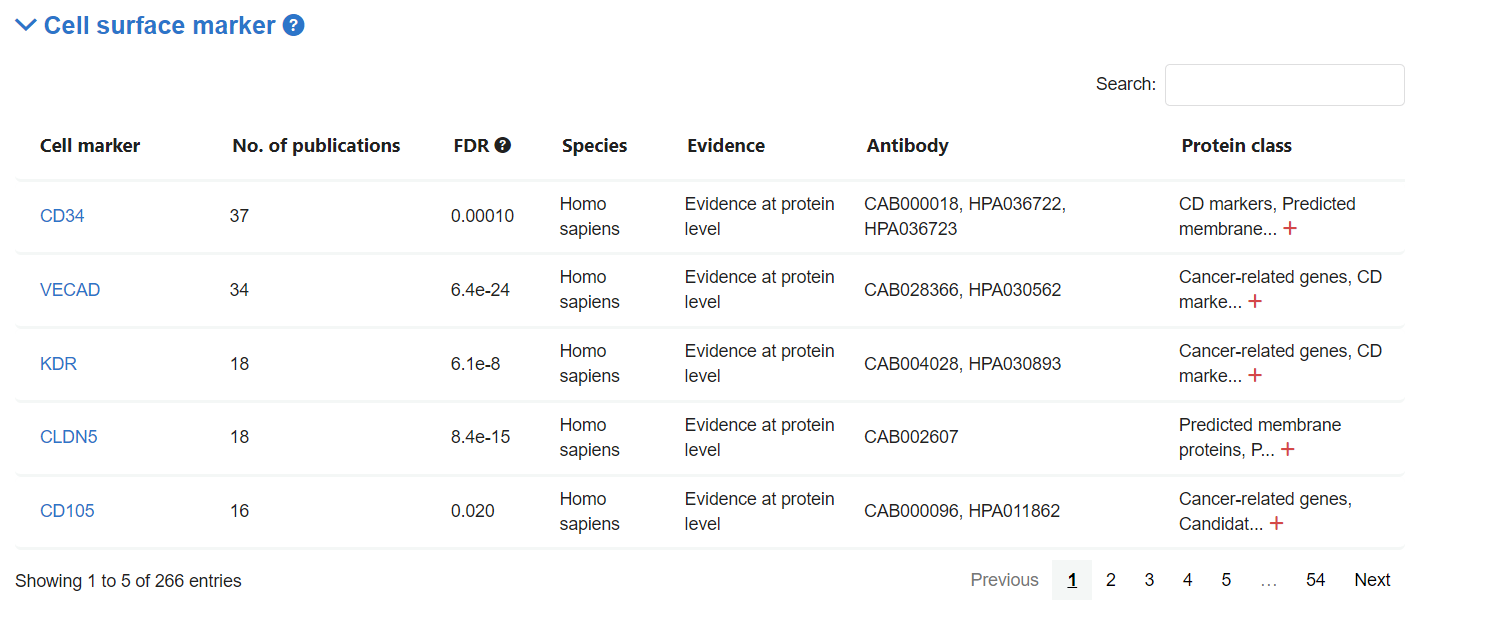 Cell surface marker ?
Search:
Cell marker No. of publications FDR ? Species Evidence Antibody Protein class
CD34 37 0.00010 Homo sapiens Evidence at protein level CAB000018, HPA036722, HPA036723 CD markers, Predicted membrane... +
VECAD 34 6.4e-24 Homo sapiens Evidence at protein level CAB028366, HPA030562 Cancer-related genes, CD marke... +
KDR 18 6.1e-8 Homo sapiens Evidence at protein level CAB004028, HPA030893 Cancer-related genes, CD marke... +
CLDN5 18 8.4e-15 Homo sapiens Evidence at protein level CAB002607 Predicted membrane proteins, P... +
CD105 16 0.020 Homo sapiens Evidence at protein level CAB000096, HPA011862 Cancer-related genes, Candidat... +
Showing 1 to 5 of 266 entries Previous 1 2 3 4 5 ... 54 Next